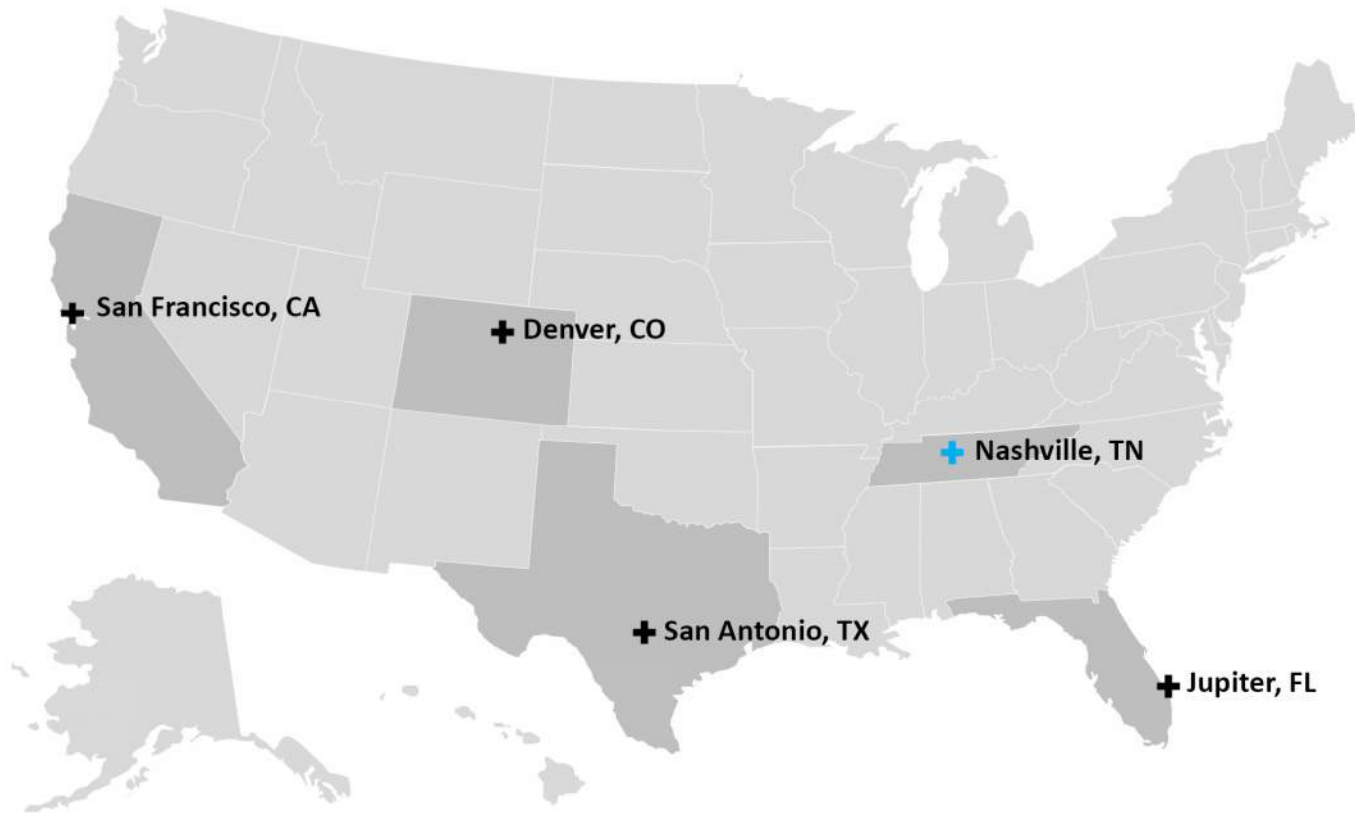 San Francisco, CA
Denver, CO
Nashville, TN
San Antonio, TX
Jupiter, FL